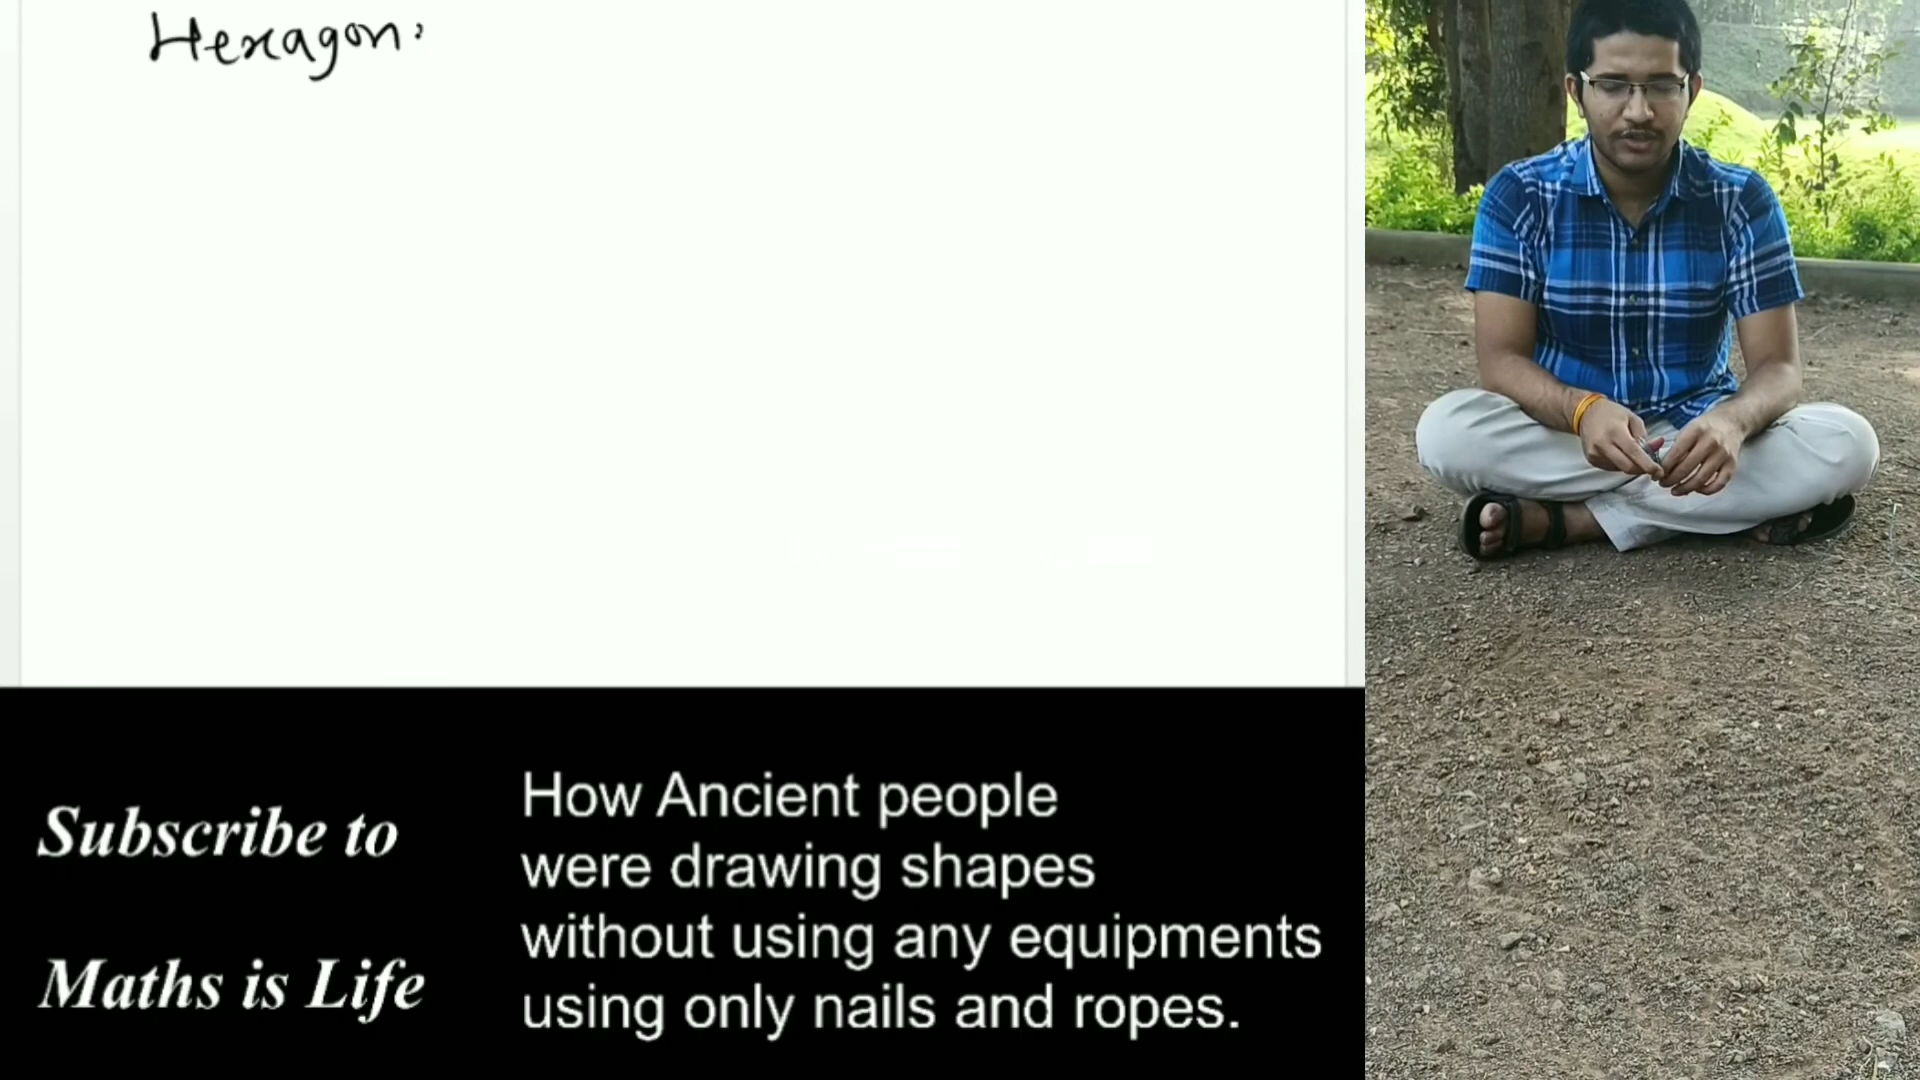 Hexagon:
Subscribe to
Maths is Life
How Ancient people
were drawing shapes
without using any equipments
using only nails and ropes.